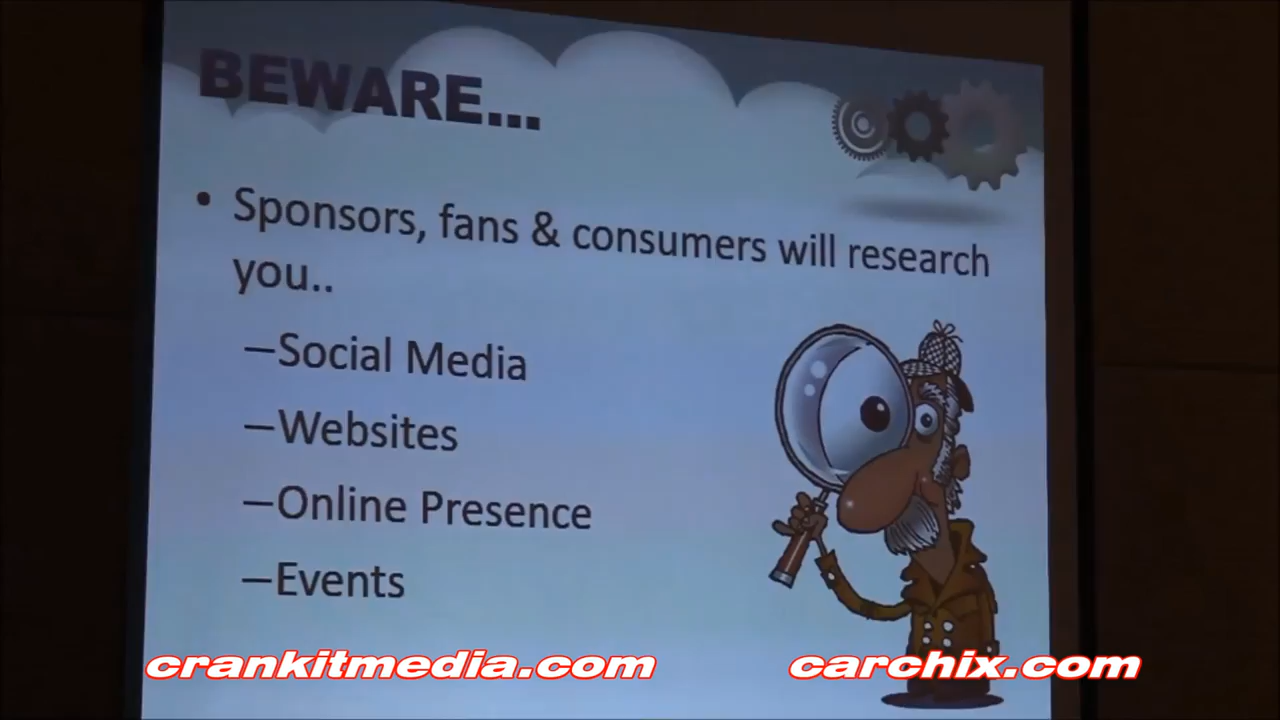 BEWARE...
• Sponsors, fans & consumers will research
you..
–Social Media
–Websites
–Online Presence
–Events
crankitmedia.com
carchix.com